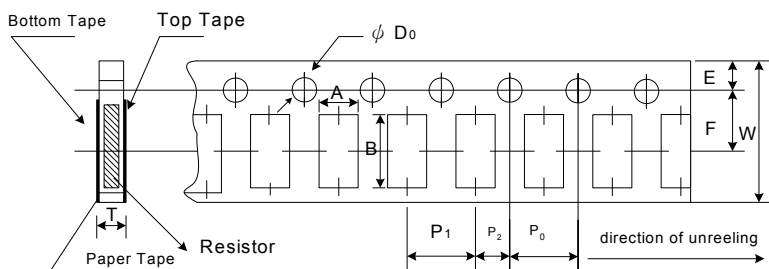 Bottom Tape
Top Tape
ϕ D₀
A
B
E
F
W
T
P₁
P₂
P₀
direction of unreeling
Resistor
Paper Tape